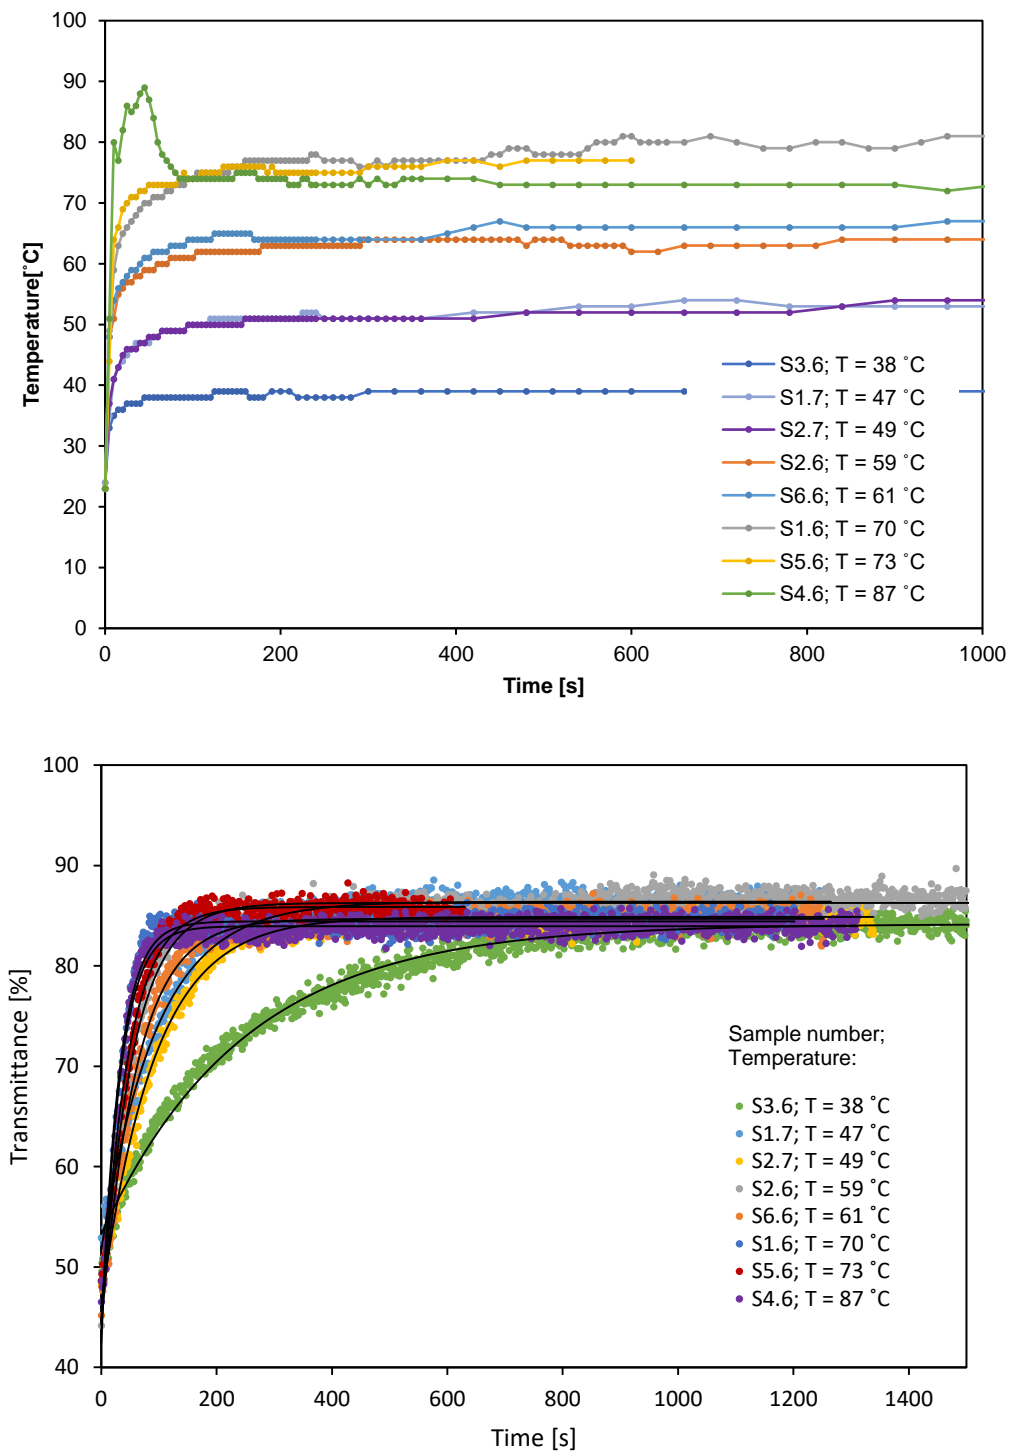 100
90
80
70
60
50
40
30
20
10
0
Temperature[˚C]
S3.6; T = 38 ˚C
S1.7; T = 47 ˚C
S2.7; T = 49 ˚C
S2.6; T = 59 ˚C
S6.6; T = 61 ˚C
S1.6; T = 70 ˚C
S5.6; T = 73 ˚C
S4.6; T = 87 ˚C
0 200 400 600 800 1000
Time [s]
100
90
80
70
60
50
40
Transmittance [%]
Sample number;
Temperature:
S3.6; T = 38 ˚C
S1.7; T = 47 ˚C
S2.7; T = 49 ˚C
S2.6; T = 59 ˚C
S6.6; T = 61 ˚C
S1.6; T = 70 ˚C
S5.6; T = 73 ˚C
S4.6; T = 87 ˚C
0 200 400 600 800 1000 1200 1400
Time [s]